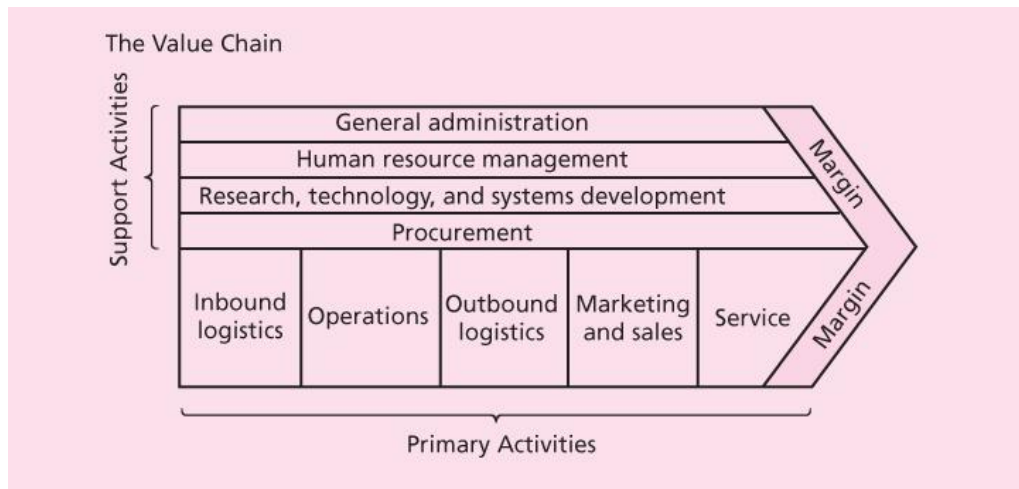 The Value Chain
Support Activities
General administration
Human resource management
Research, technology, and systems development
Procurement
Margin
Inbound
logistics
Operations
Outbound
logistics
Marketing
and sales
Service
Margin
Primary Activities